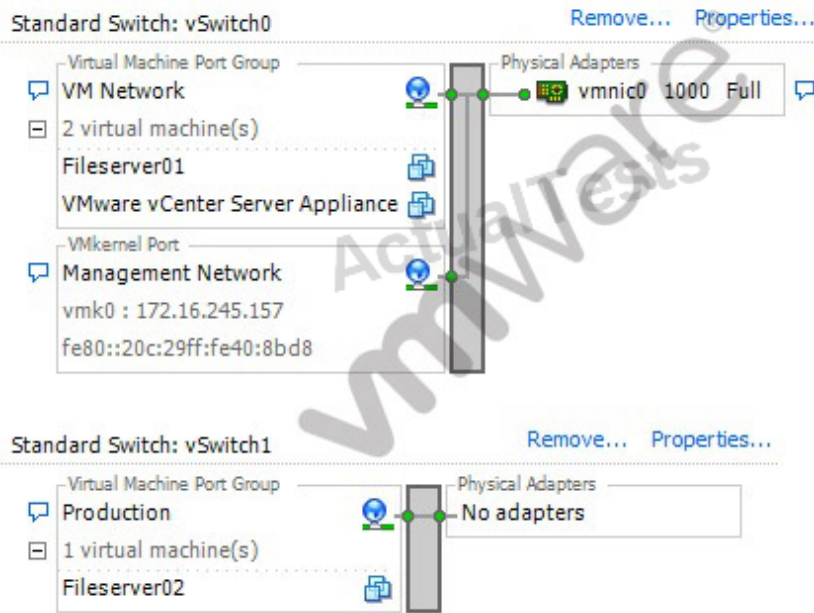 Standard Switch: vSwitch0 Remove... Properties...
Virtual Machine Port Group Physical Adapters
VM Network vmnic0 1000 Full
2 virtual machine(s)
Fileserver01
VMware vCenter Server Appliance
VMkernel Port
Management Network
vmk0 : 172.16.245.157
fe80::20c:29ff:fe40:8bd8
ActualTests
vmware®
Standard Switch: vSwitch1 Remove... Properties...
Virtual Machine Port Group Physical Adapters
Production No adapters
1 virtual machine(s)
Fileserver02